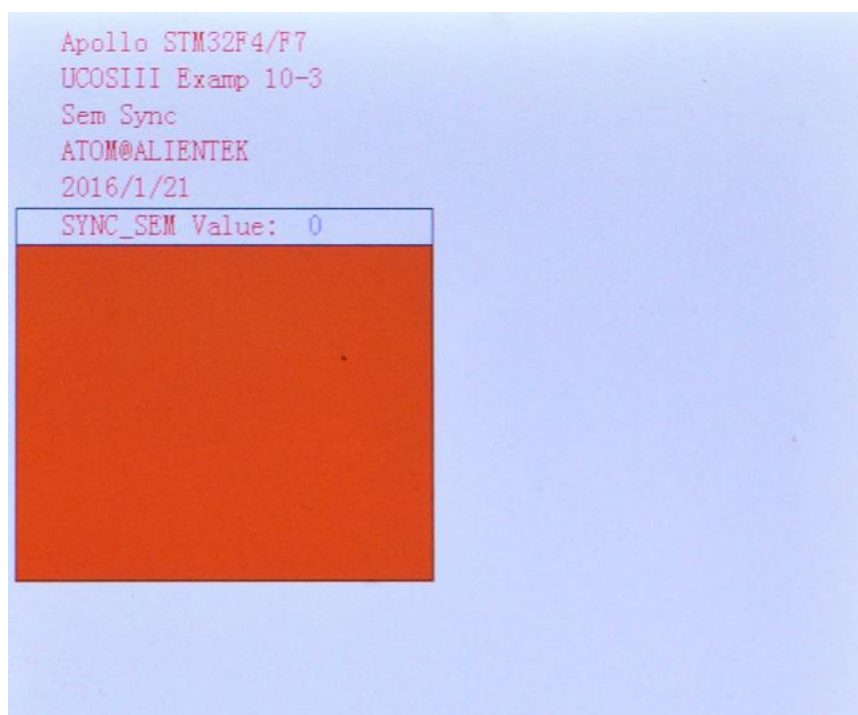 Apollo STM32F4/F7
UCOSIII Examp 10-3
Sem Sync
ATOM@ALIENTEK
2016/1/21
SYNC_SEM Value: 0